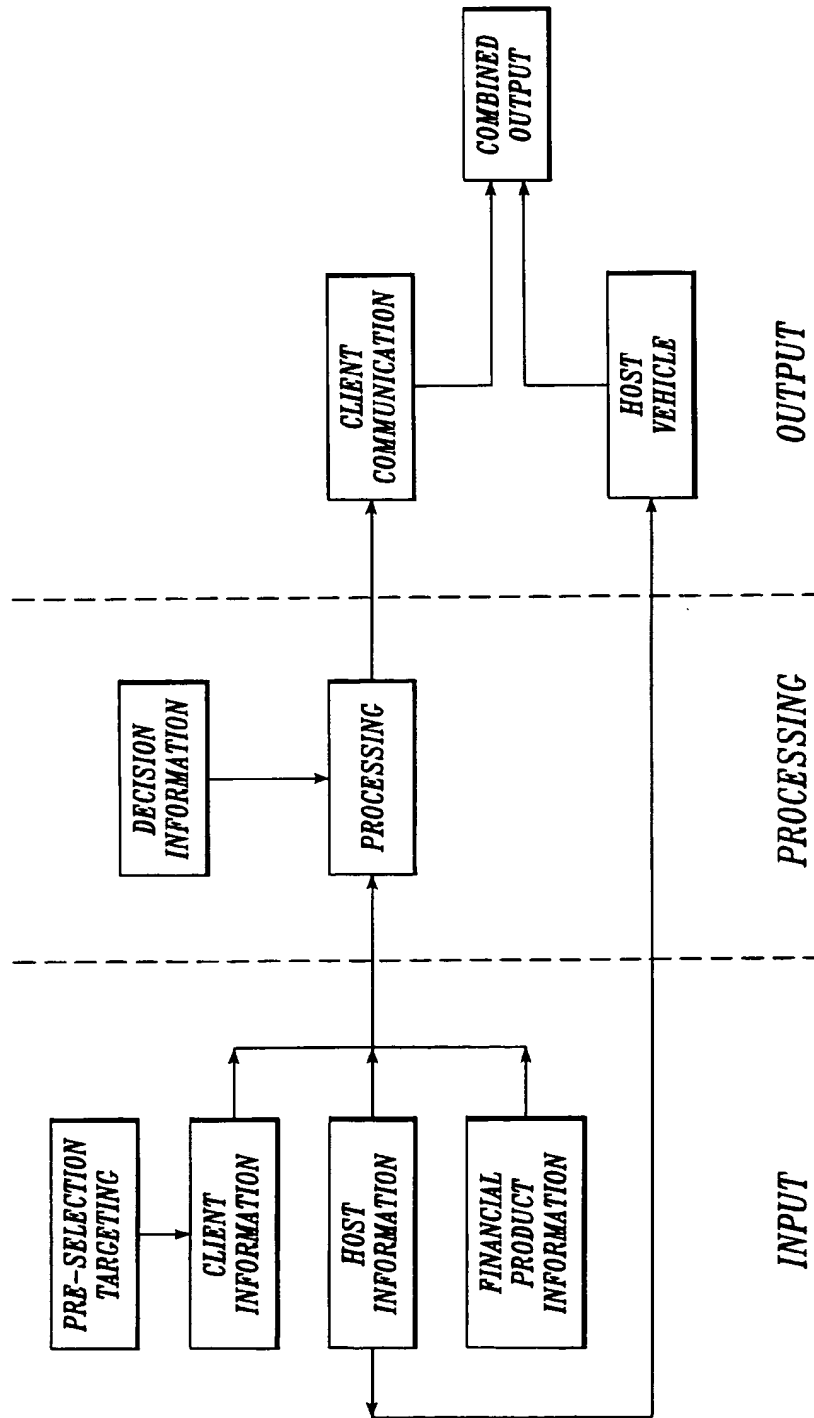 PRE-SELECTION
TARGETING
CLIENT
INFORMATION
HOST
INFORMATION
FINANCIAL
PRODUCT
INFORMATION
INPUT
DECISION
INFORMATION
PROCESSING
PROCESSING
CLIENT
COMMUNICATION
HOST
VEHICLE
COMBINED
OUTPUT
OUTPUT